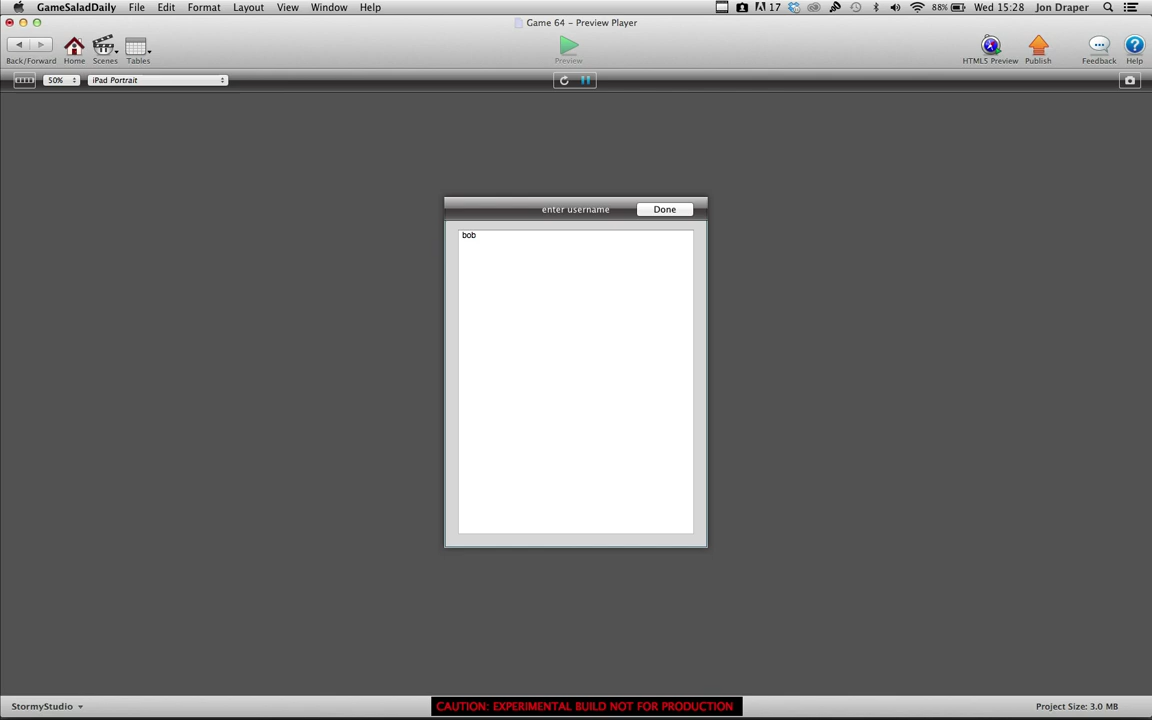 GameSaladDaily File Edit Format Layout View Window Help 17 88% Wed 15:28 Jon Draper
Game 64 – Preview Player
Back/Forward Home Scenes Tables Preview HTML5 Preview Publish Feedback Help
50% iPad Portrait
enter username Done
bob
StormyStudio CAUTION: EXPERIMENTAL BUILD NOT FOR PRODUCTION Project Size: 3.0 MB